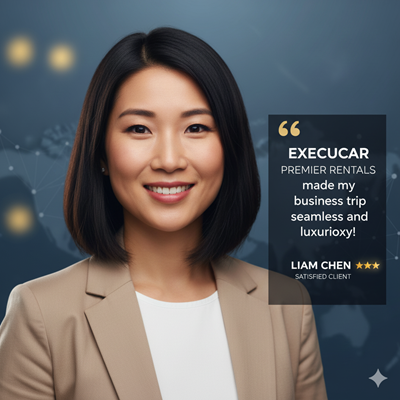 “
EXECUCAR
PREMIER RENTALS
made my
business trip
seamless and
luxurioxy!
LIAM CHEN ★★★
SATISFIED CLIENT